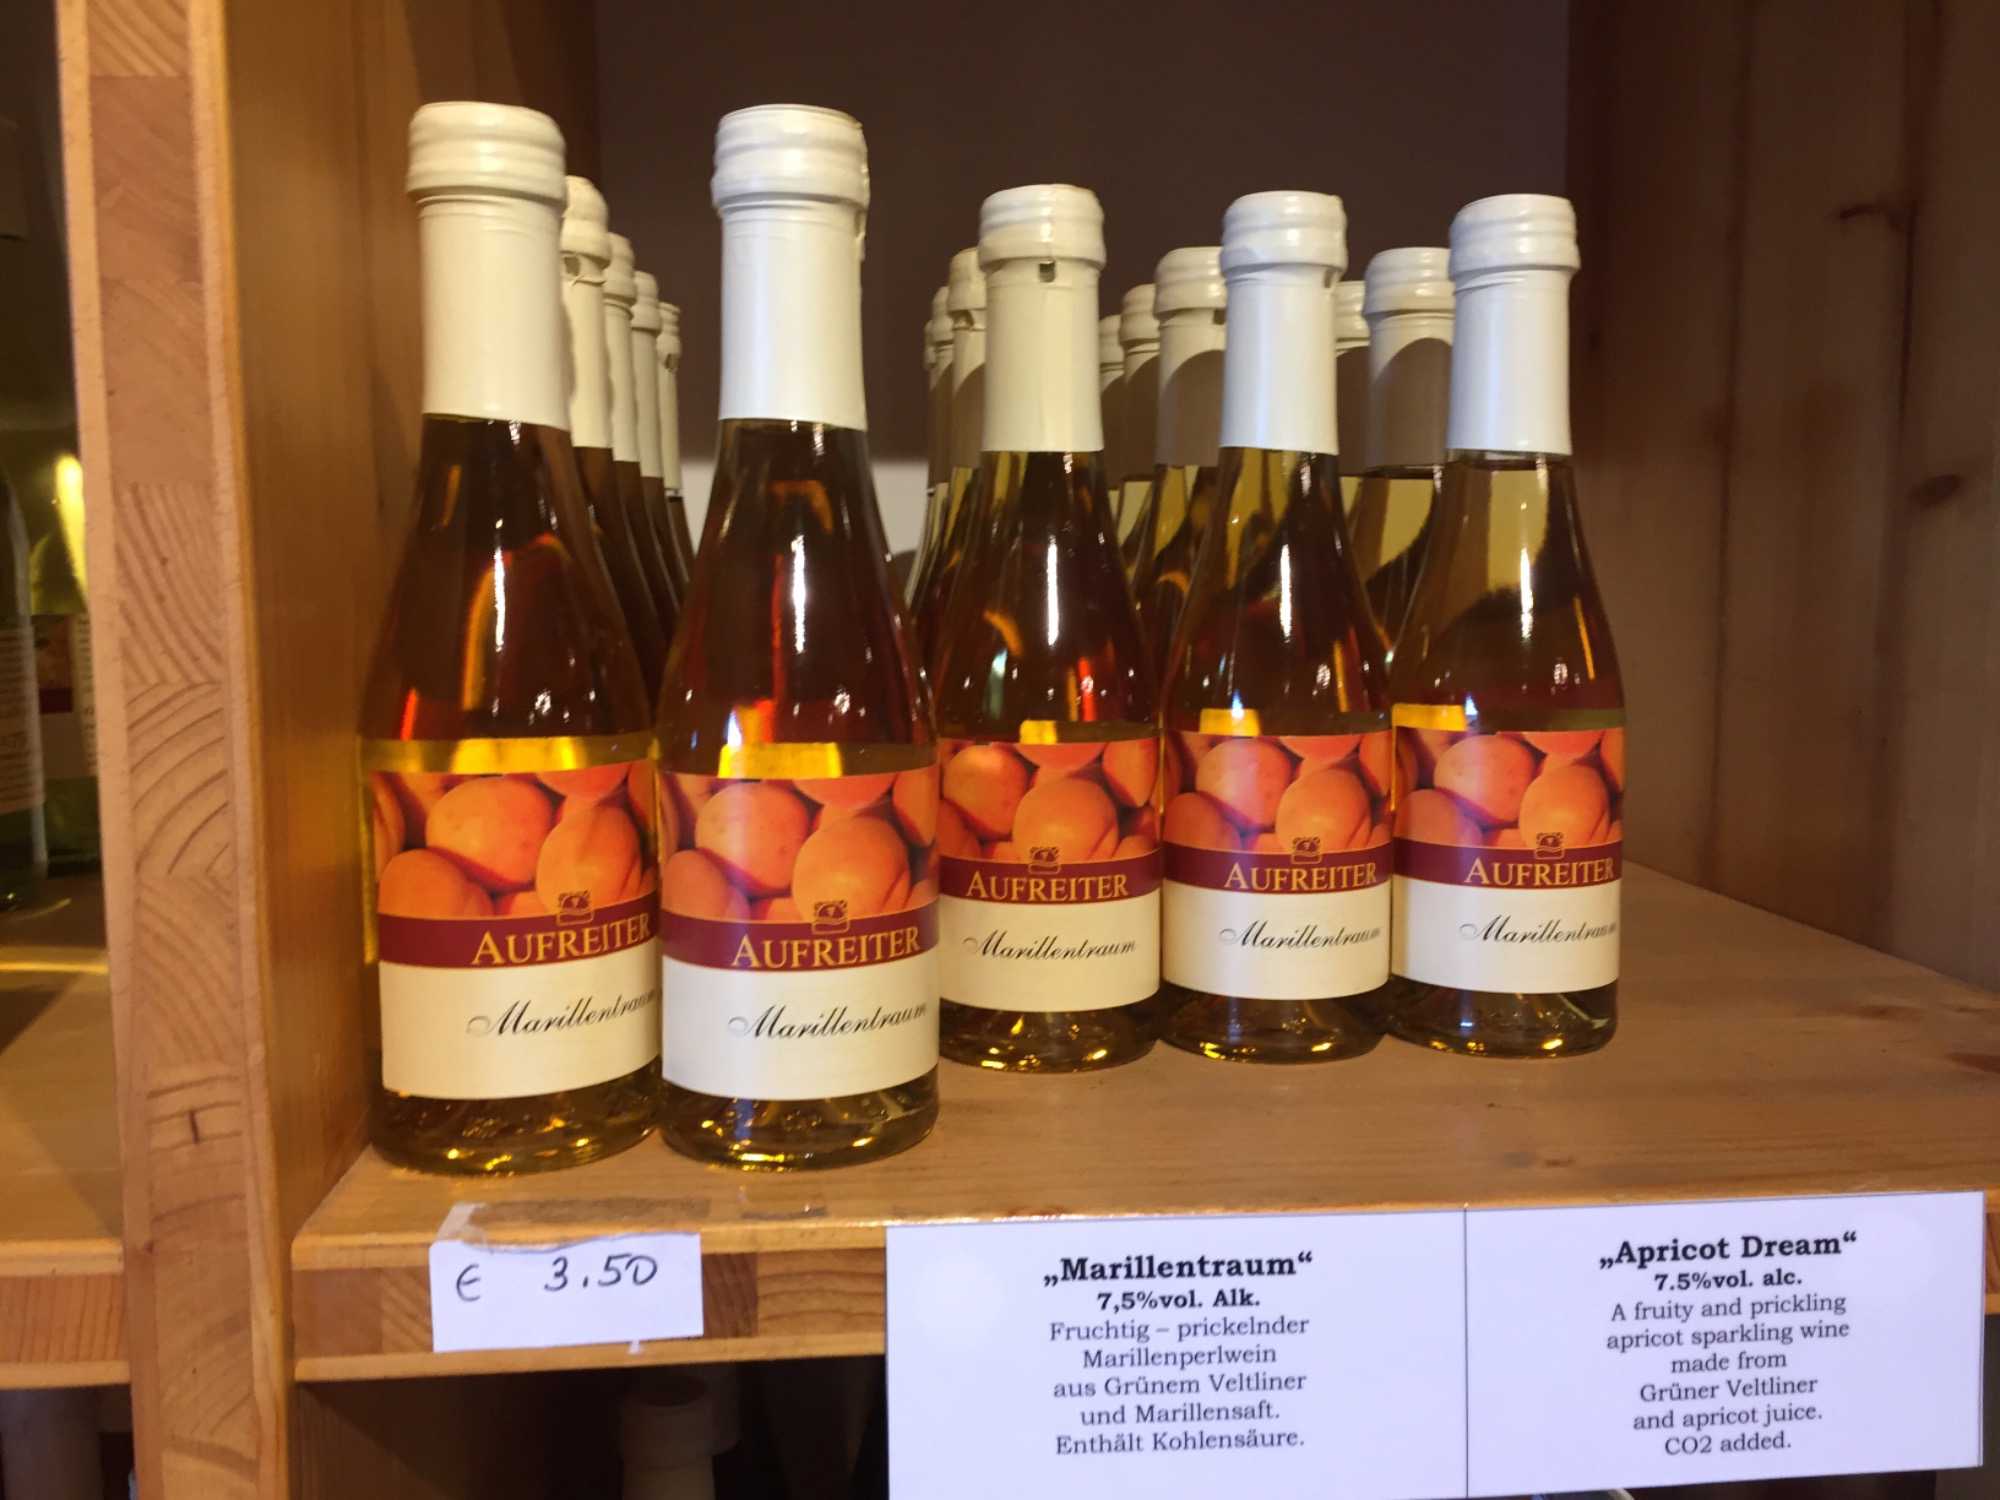 AUFREITER
Marillentraum
AUFREITER
Marillentraum
AUFREITER
Marillentraum
AUFREITER
Marillentraum
AUFREITER
Marillentraum
€ 3.50
„Marillentraum“
7,5%vol. Alk.
Fruchtig – prickelnder
Marillenperlwein
aus Grünem Veltliner
und Marillensaft.
Enthält Kohlensäure.
„Apricot Dream“
7.5%vol. alc.
A fruity and prickling
apricot sparkling wine
made from
Grüner Veltliner
and apricot juice.
CO2 added.